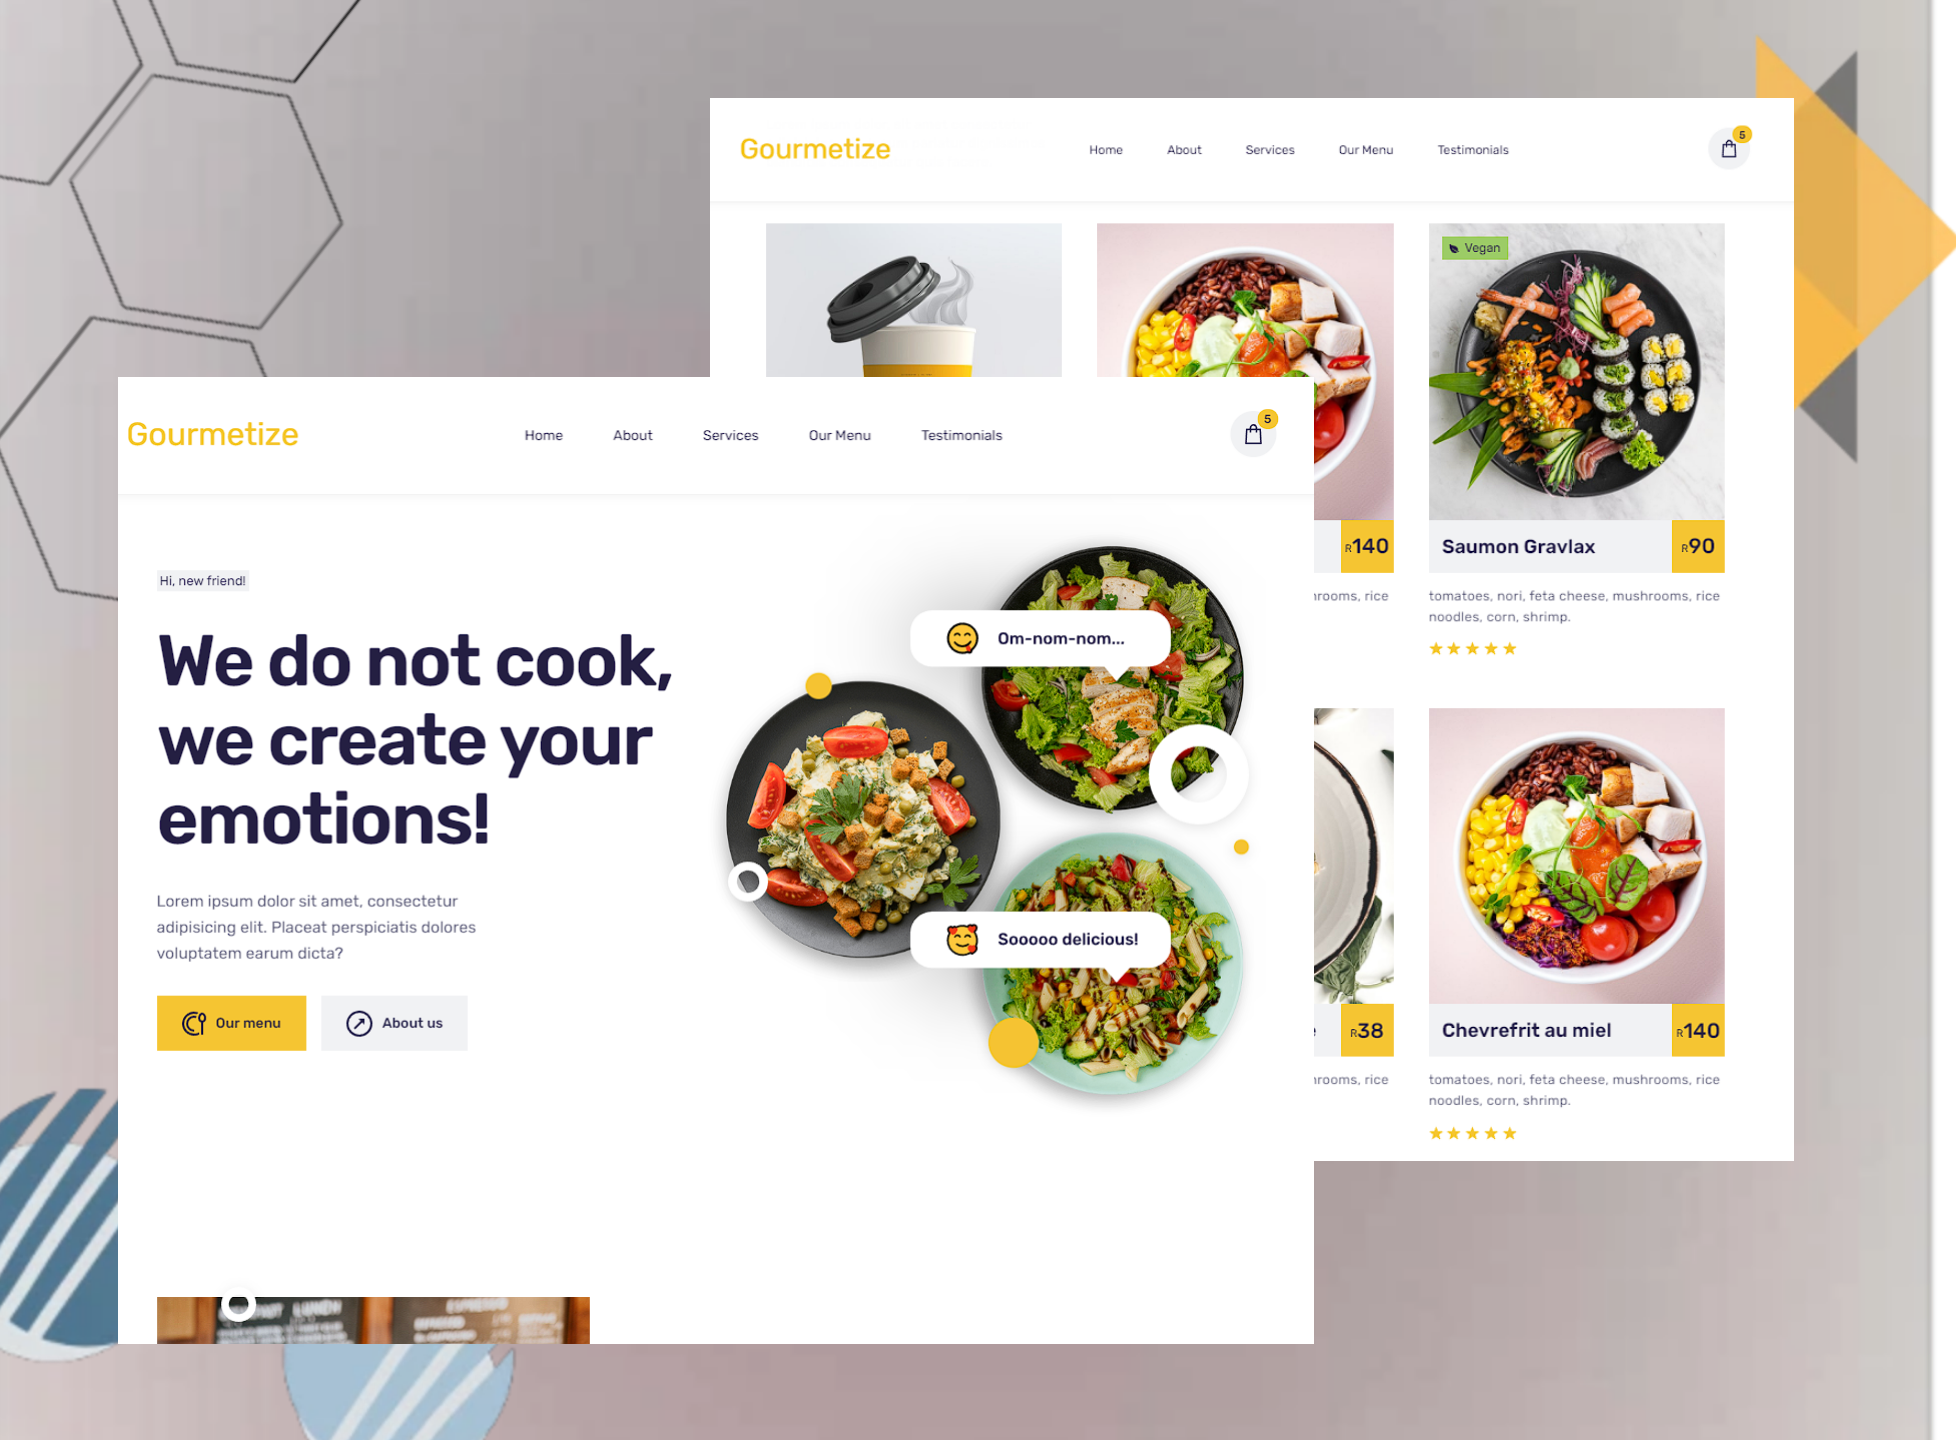 Gourmetize
Home About Services Our Menu Testimonials
5
Vegan
R140
Saumon Gravlax
R90
rooms, rice
tomatoes, nori, feta cheese, mushrooms, rice
noodles, corn, shrimp.
R38
Chevrefrit au miel
R140
rooms, rice
tomatoes, nori, feta cheese, mushrooms, rice
noodles, corn, shrimp.
Gourmetize
Home About Services Our Menu Testimonials
5
Hi, new friend!
We do not cook,
we create your
emotions!
Lorem ipsum dolor sit amet, consectetur
adipisicing elit. Placeat perspiciatis dolores
voluptatem earum dicta?
Our menu
About us
Om-nom-nom...
Sooooo delicious!
LUNCH
ESPRESSO